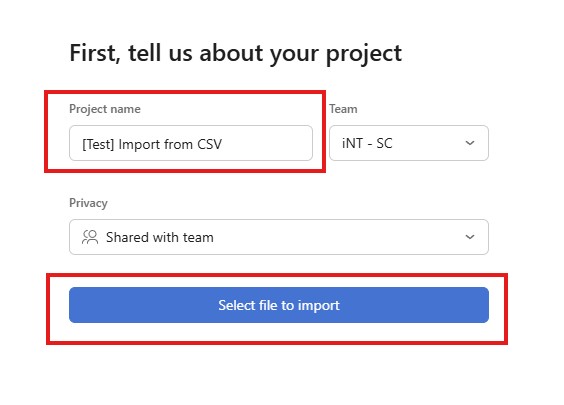 First, tell us about your project
Project name
Team
[Test] Import from CSV
iNT - SC
Privacy
Shared with team
Select file to import